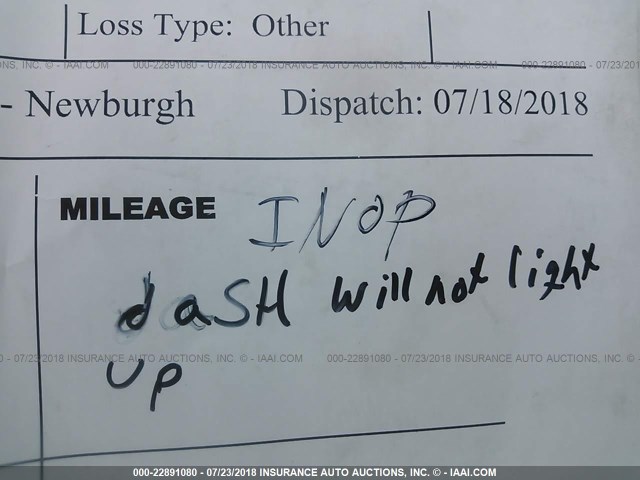 Loss Type: Other
NS, INC. © - IAAI.COM 000-22891080 - 07/23/2018 INSURANCE AUTO AUCTIONS, INC. © - IAAI.COM 000-22891080 - 07/23/201
- Newburgh Dispatch: 07/18/2018
MILEAGE INOP
daSH will not light
up
0 - 07/23/2018 INSURANCE AUTO AUCTIONS, INC. © - IAAI.COM 000-22891080 - 07/23/2018 INSURANCE AUTO AUCTIONS, INC. © - IAAI.COM
000-22891080 - 07/23/2018 INSURANCE AUTO AUCTIONS, INC. © - IAAI.COM